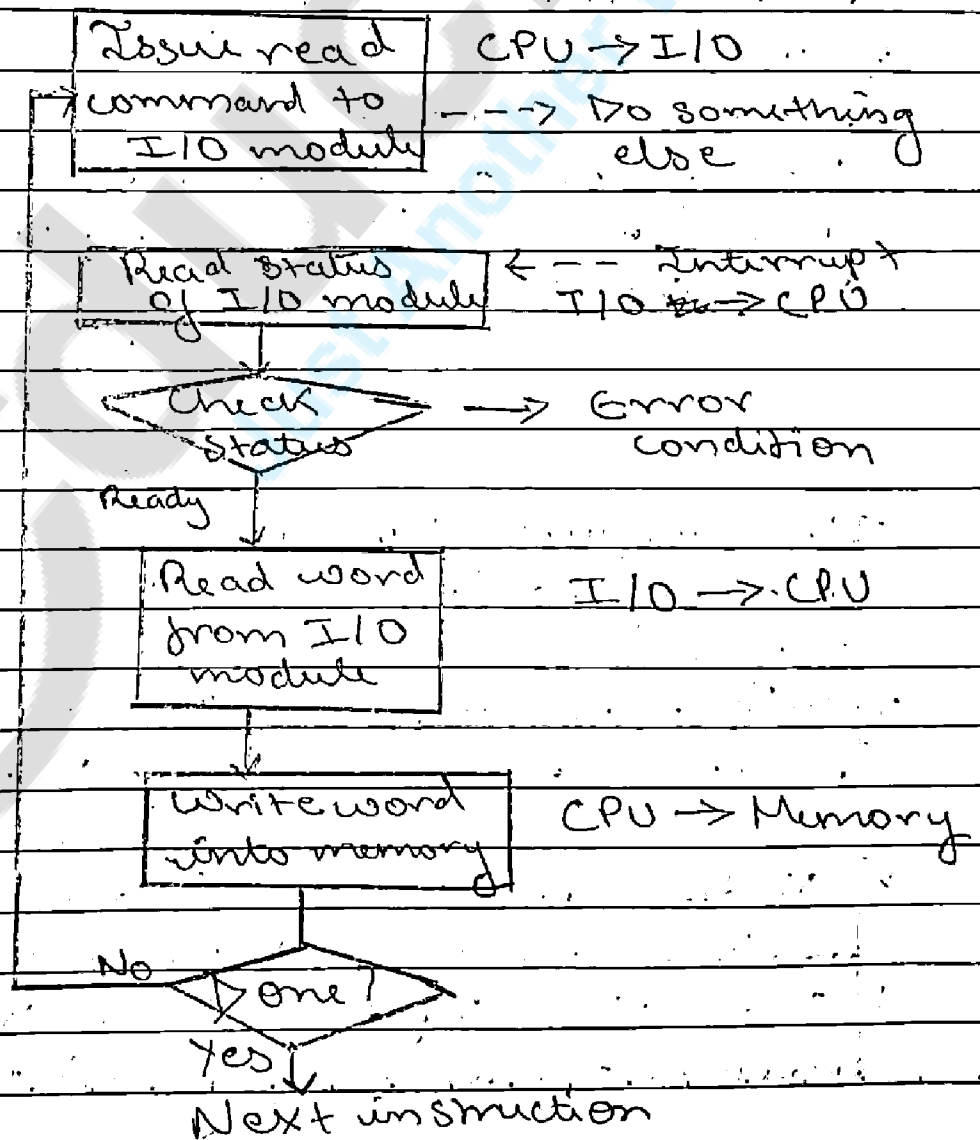 Issue read CPU → I/O
command to ---> Do something
I/O module else
Read status <-- Interrupt
of I/O module I/O → CPU
Check → Error
status condition
Ready
Read word I/O → CPU
from I/O
module
Write word CPU → Memory
into memory
No
Done?
Yes
Next instruction